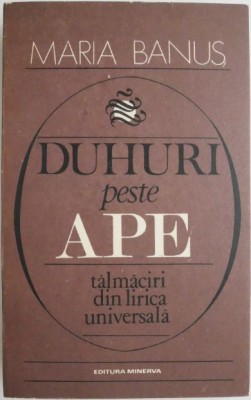 MARIA BANUȘ
DUHURI
peste
APE
tălmăciri
din lirica
universală
EDITURA MINERVA